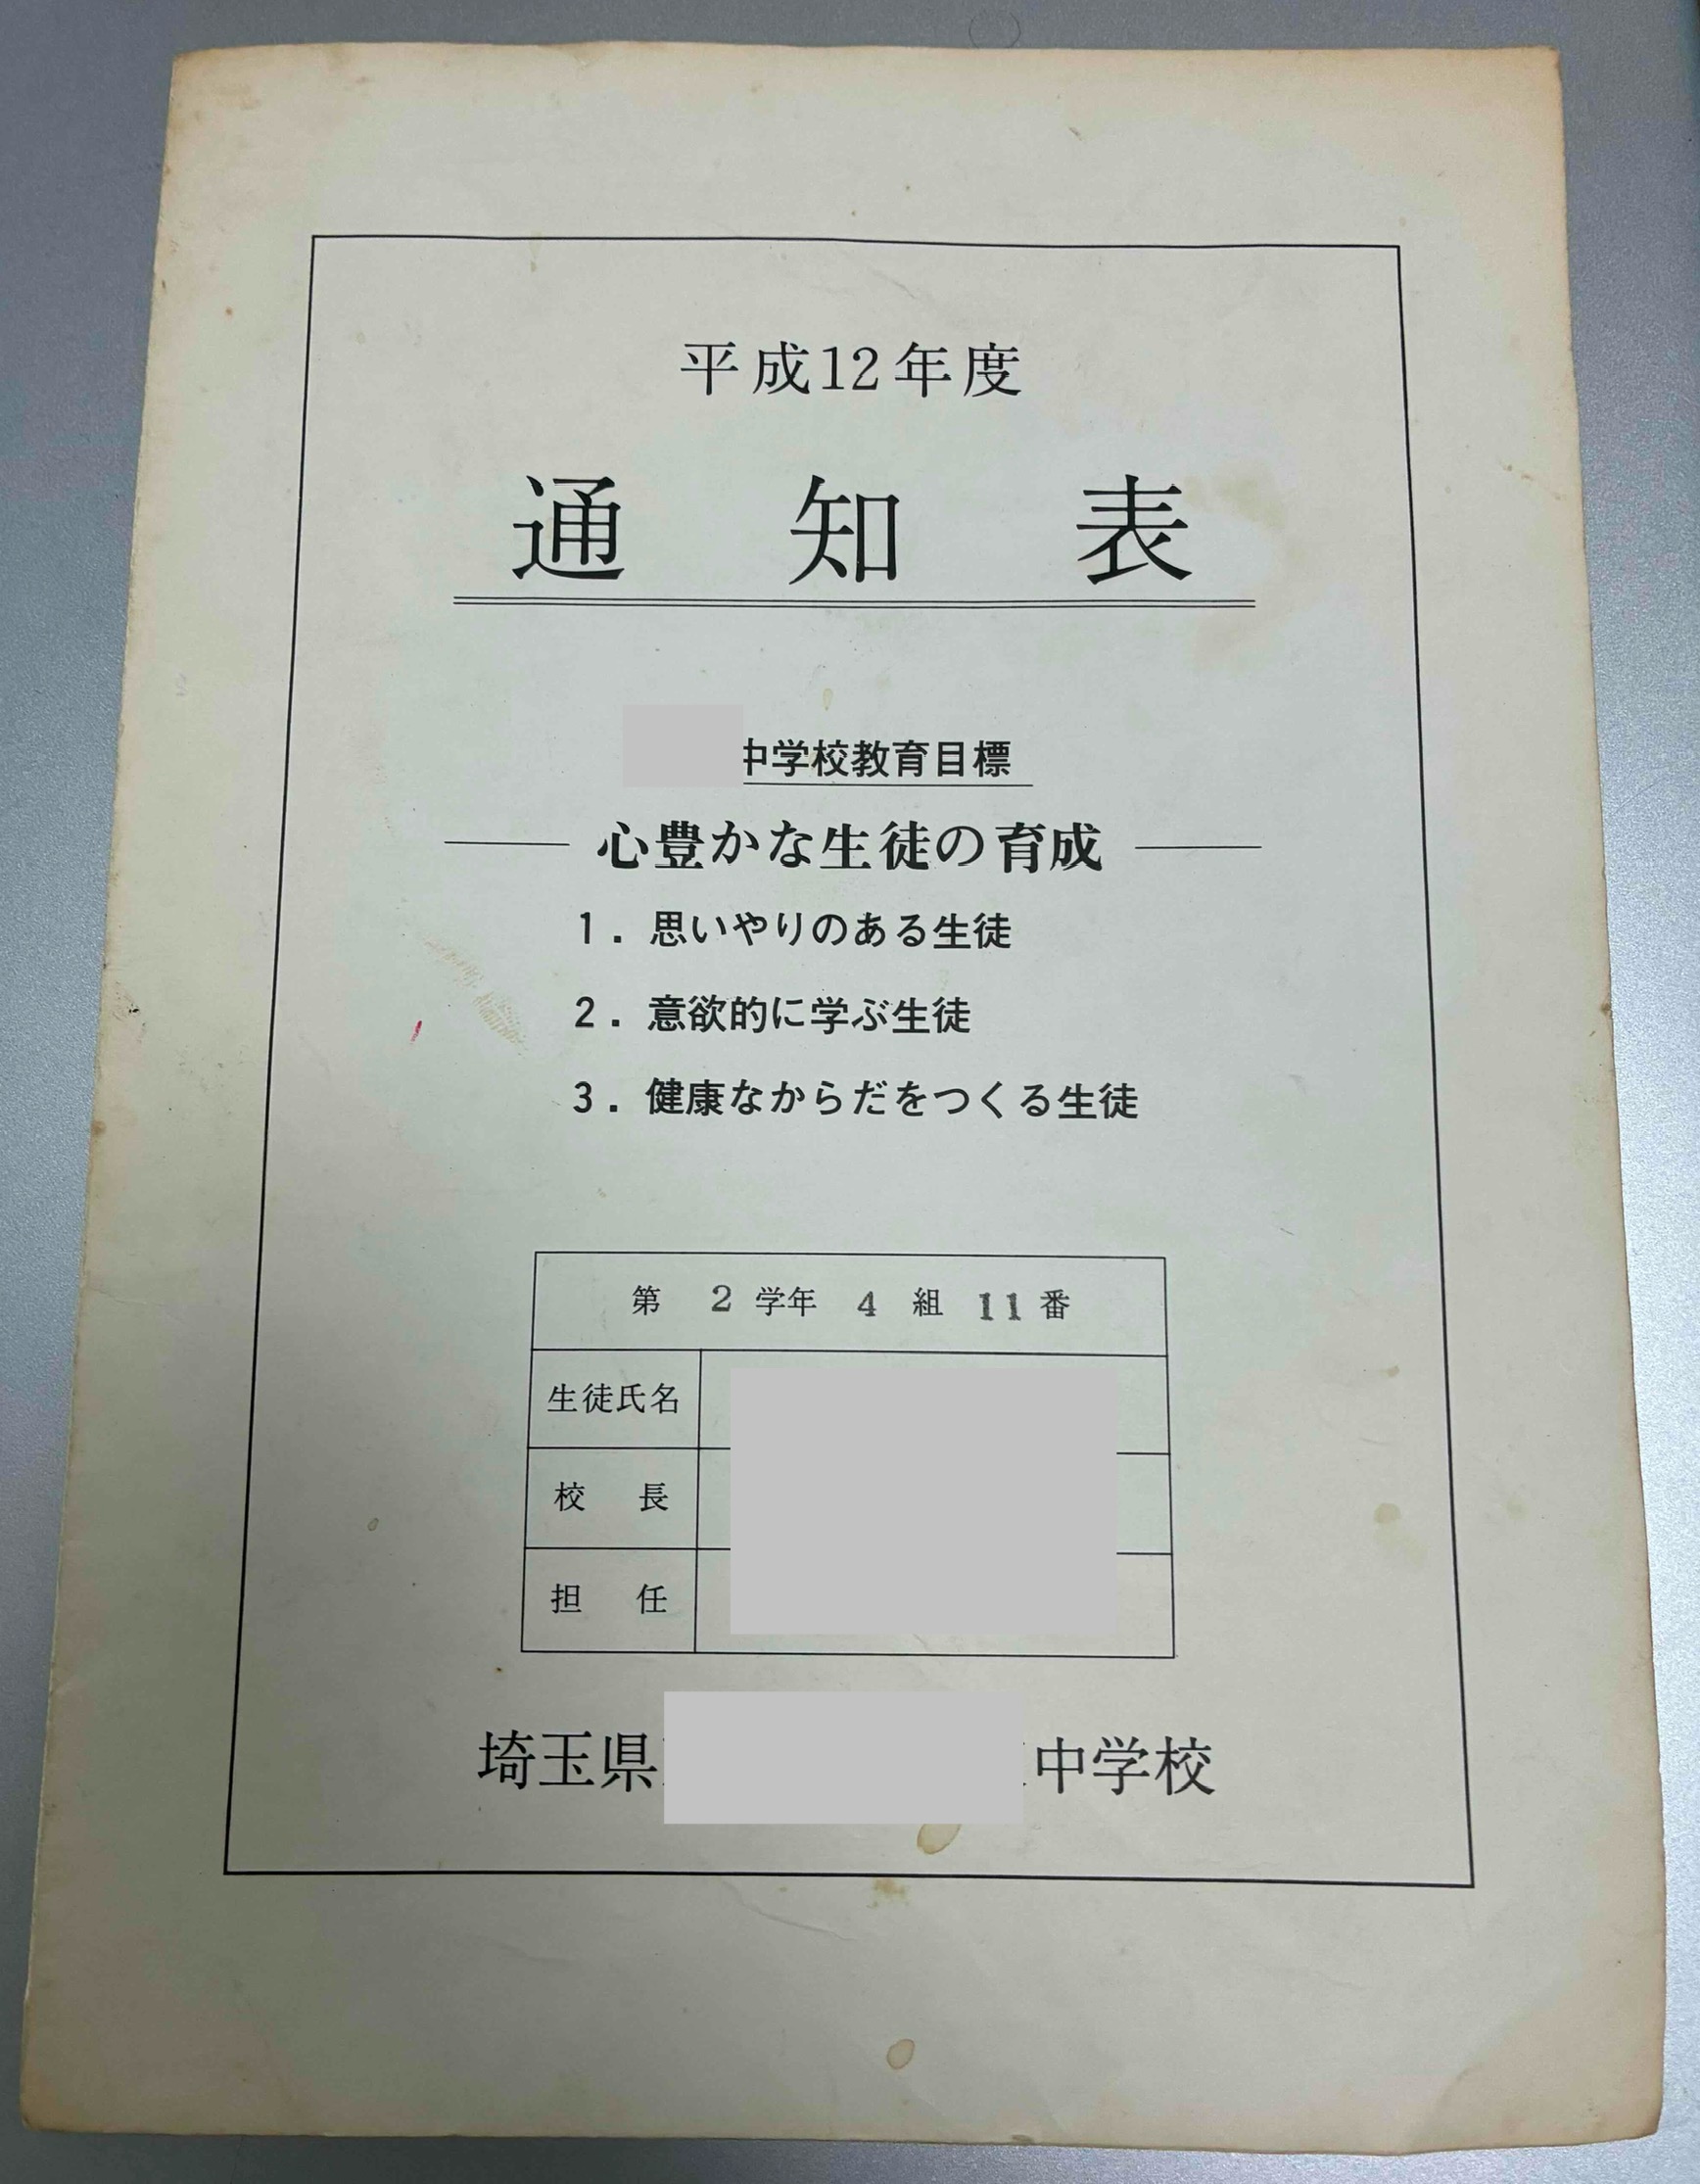 平成12年度
通知表
中学校教育目標
心豊かな生徒の育成
1．思いやりのある生徒
2．意欲的に学ぶ生徒
3．健康なからだをつくる生徒
第 2 学年 4 組 11 番
生徒氏名
校長
担任
埼玉県 中学校